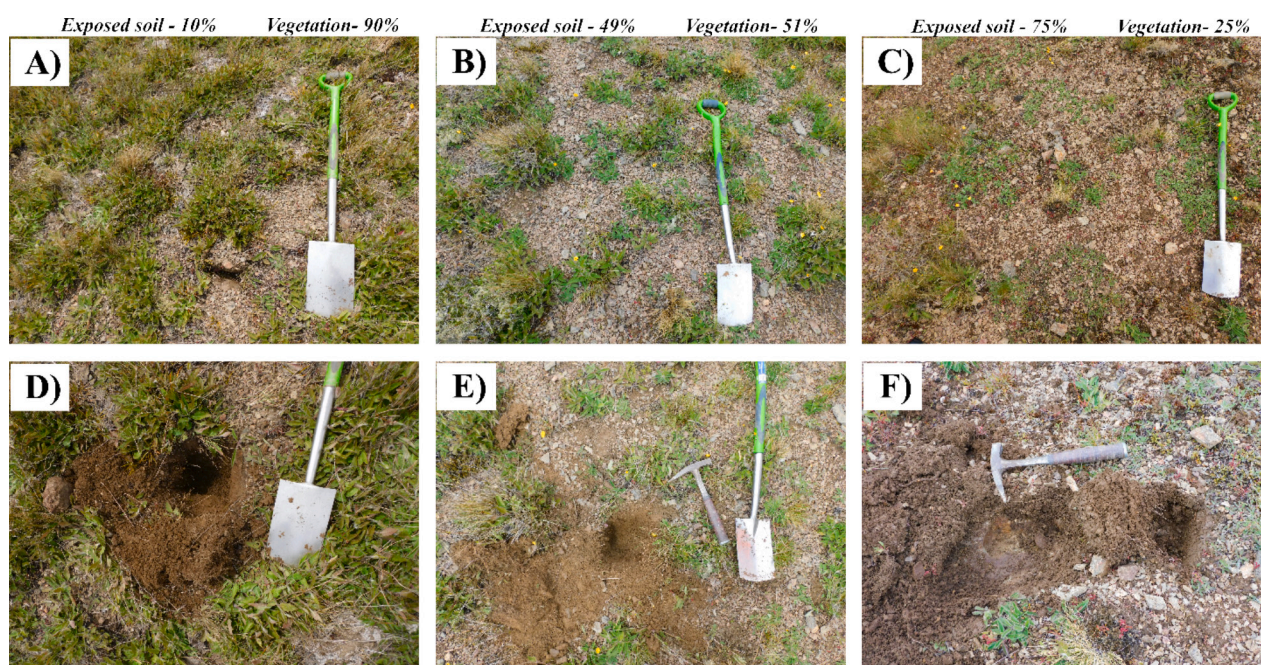 Exposed soil - 10% Vegetation- 90% Exposed soil - 49% Vegetation- 51% Exposed soil - 75% Vegetation- 25%
A) B) C)
D) E) F)